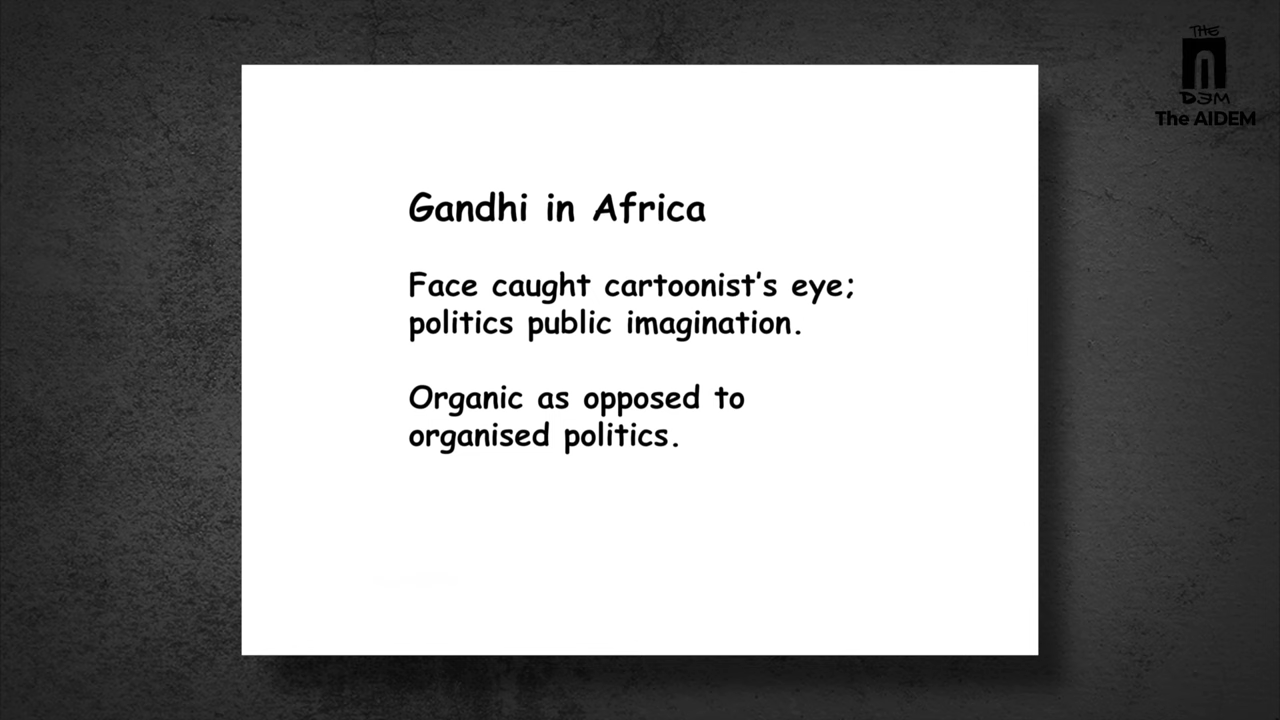 THE
DEM
The AIDEM
Gandhi in Africa
Face caught cartoonist's eye;
politics public imagination.
Organic as opposed to
organised politics.